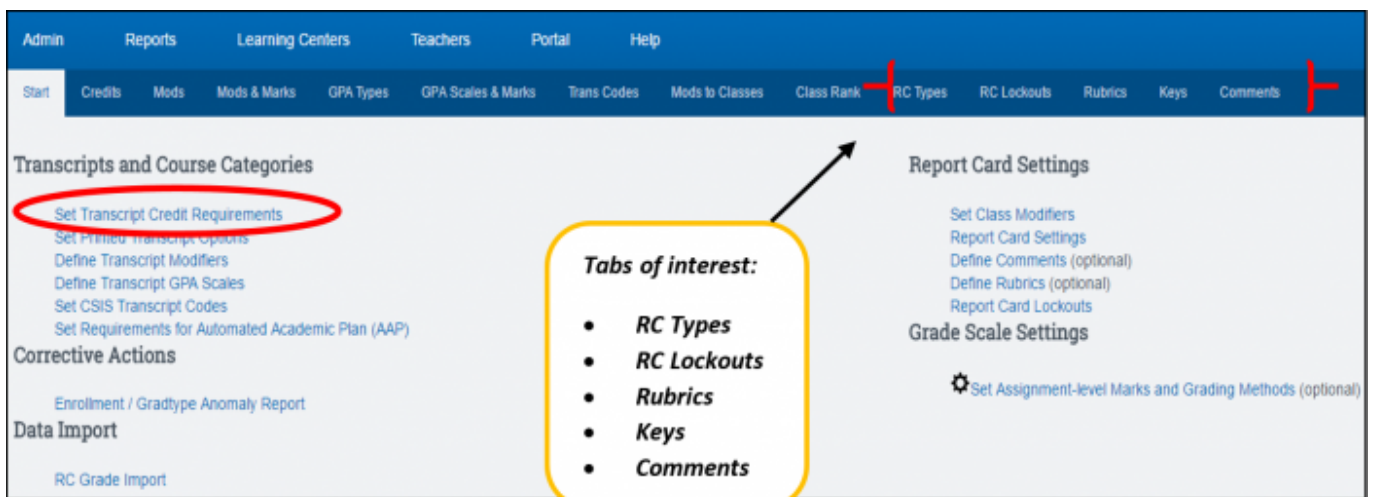 Admin Reports Learning Centers Teachers Portal Help
Start Credits Mods Mods & Marks GPA Types GPA Scales & Marks Trans Codes Mods to Classes Class Rank RC Types RC Lockouts Rubrics Keys Comments
Transcripts and Course Categories
Set Transcript Credit Requirements
Set Printed Transcript Options
Define Transcript Modifiers
Define Transcript GPA Scales
Set CSIS Transcript Codes
Set Requirements for Automated Academic Plan (AAP)
Corrective Actions
Enrollment / Gradtype Anomaly Report
Data Import
RC Grade Import
Tabs of interest:
• RC Types
• RC Lockouts
• Rubrics
• Keys
• Comments
Report Card Settings
Set Class Modifiers
Report Card Settings
Define Comments (optional)
Define Rubrics (optional)
Report Card Lockouts
Grade Scale Settings
Set Assignment-level Marks and Grading Methods (optional)